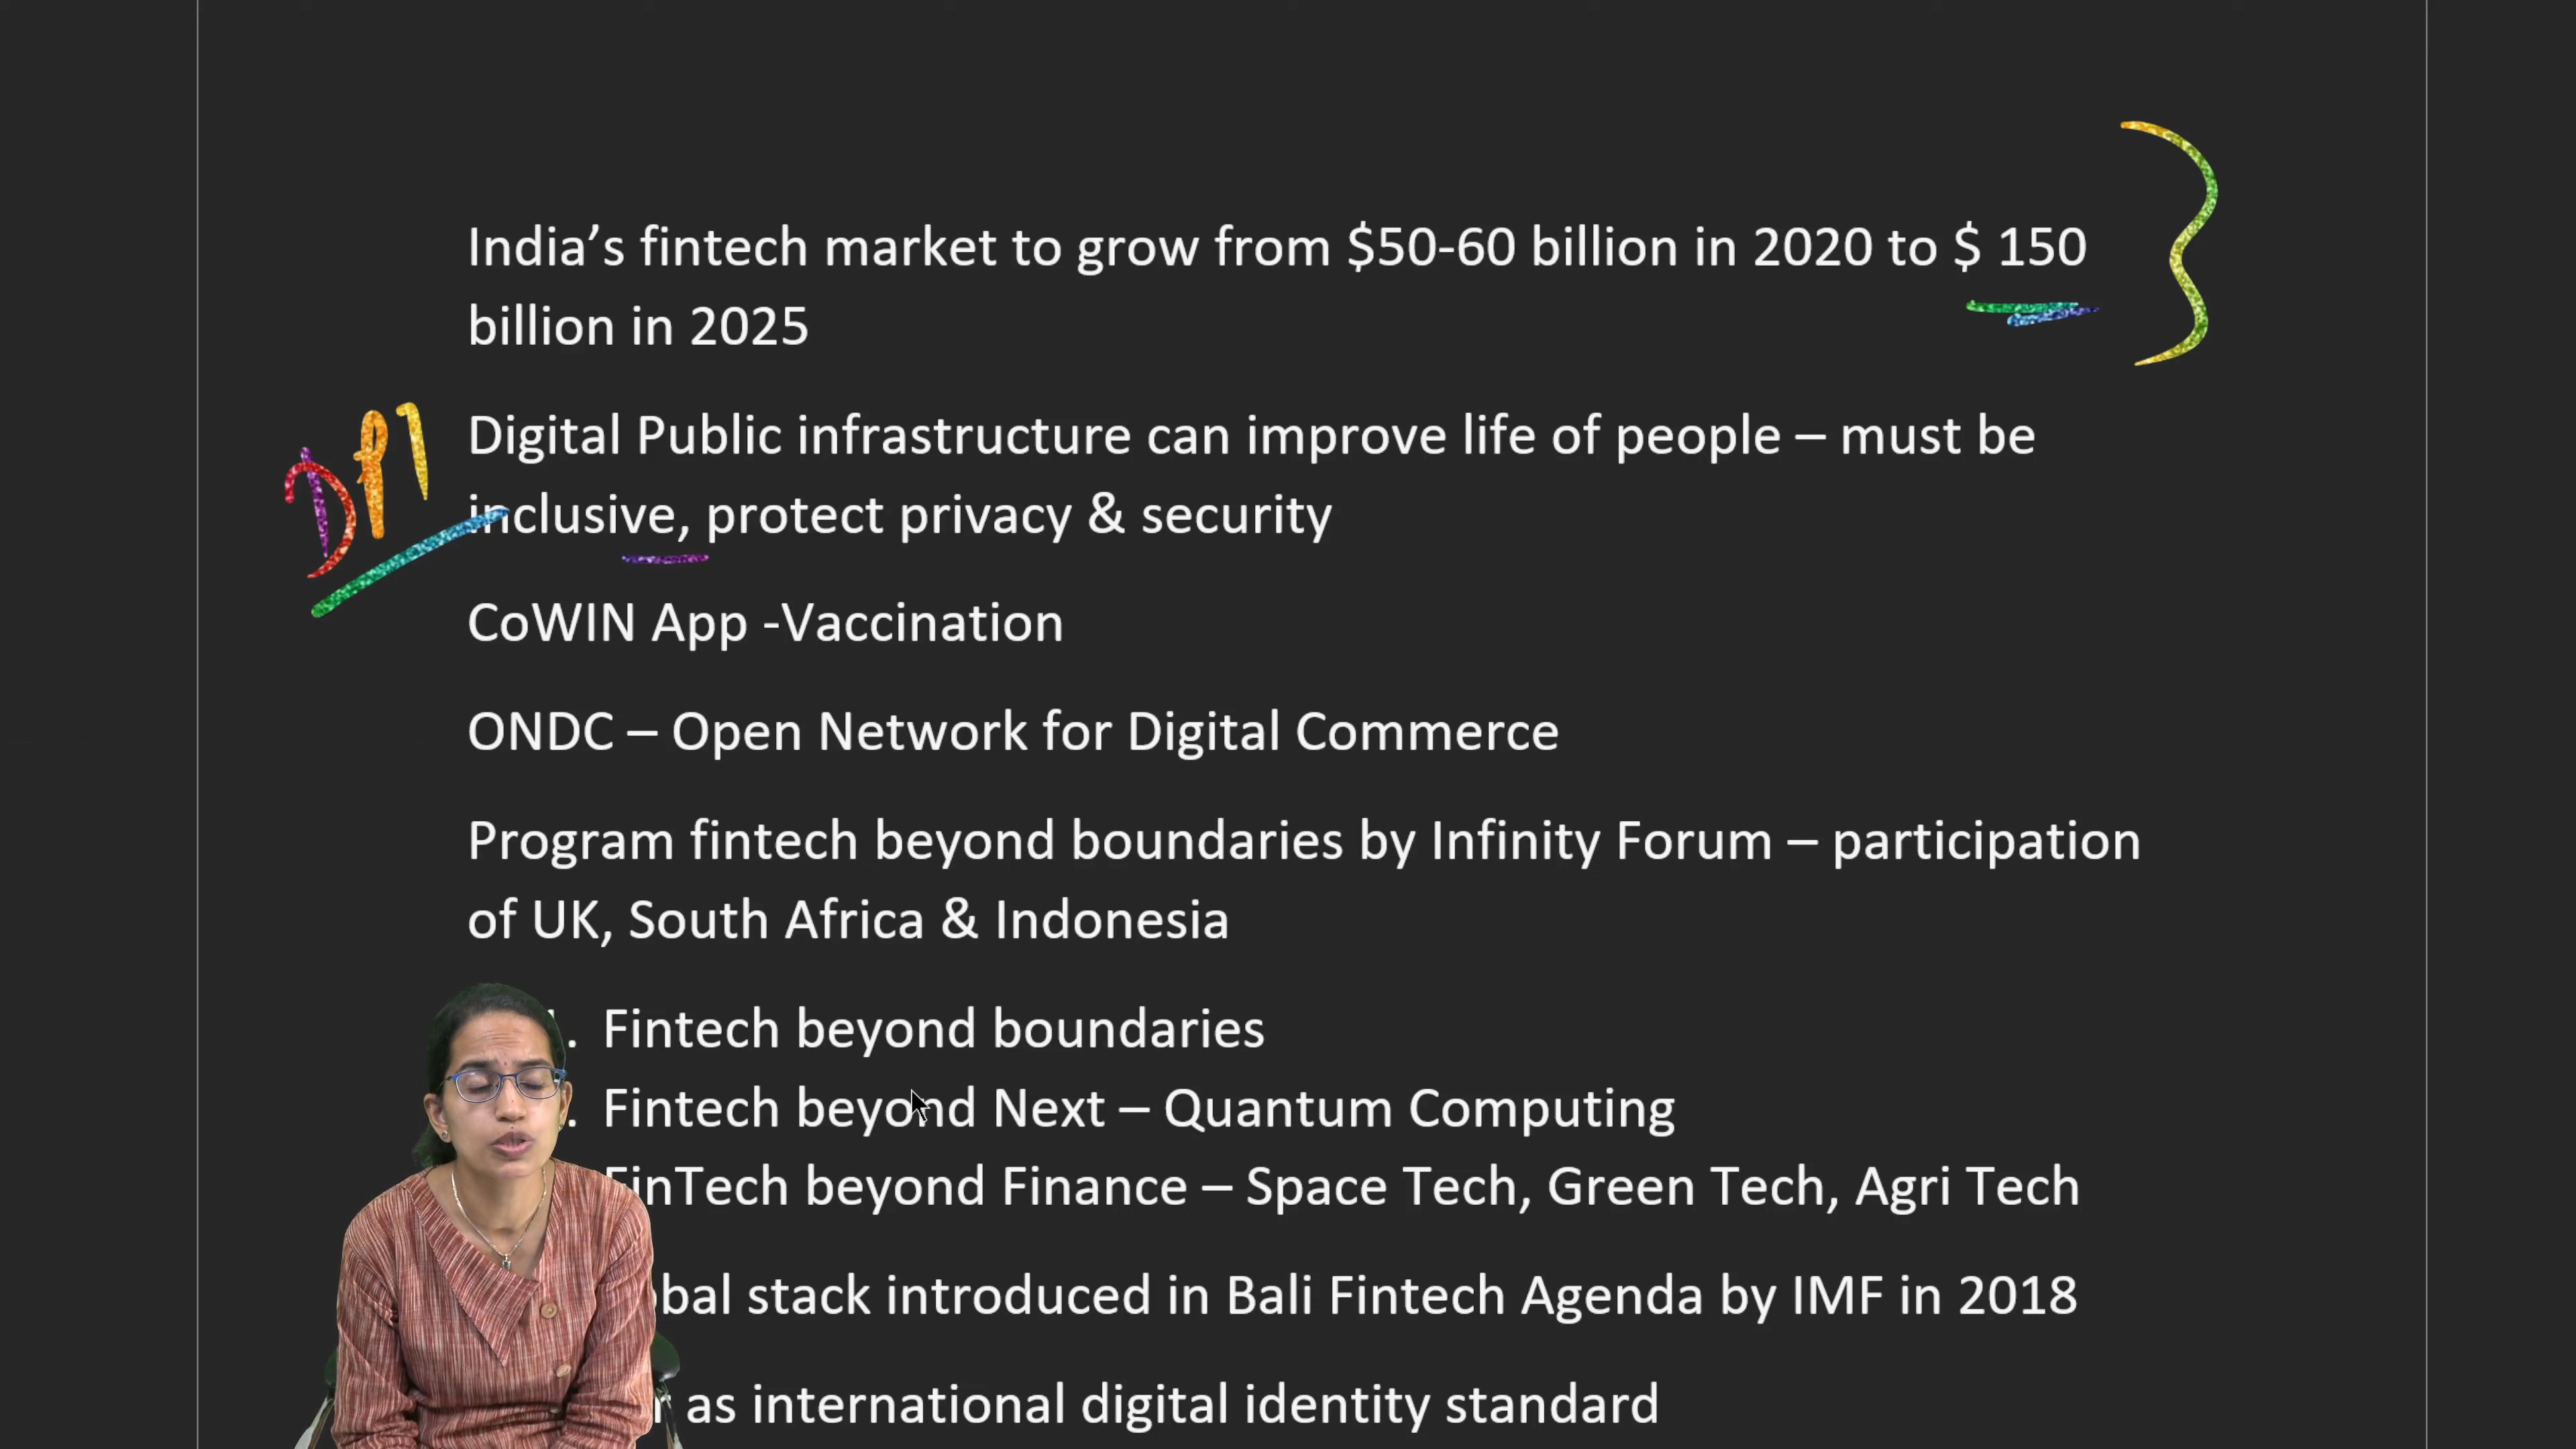 India's fintech market to grow from $50-60 billion in 2020 to $ 150
billion in 2025
DPI
Digital Public infrastructure can improve life of people – must be
inclusive, protect privacy & security
CoWIN App -Vaccination
ONDC – Open Network for Digital Commerce
Program fintech beyond boundaries by Infinity Forum – participation
of UK, South Africa & Indonesia
Fintech beyond boundaries
Fintech beyond Next – Quantum Computing
FinTech beyond Finance – Space Tech, Green Tech, Agri Tech
stack introduced in Bali Fintech Agenda by IMF in 2018
as international digital identity standard